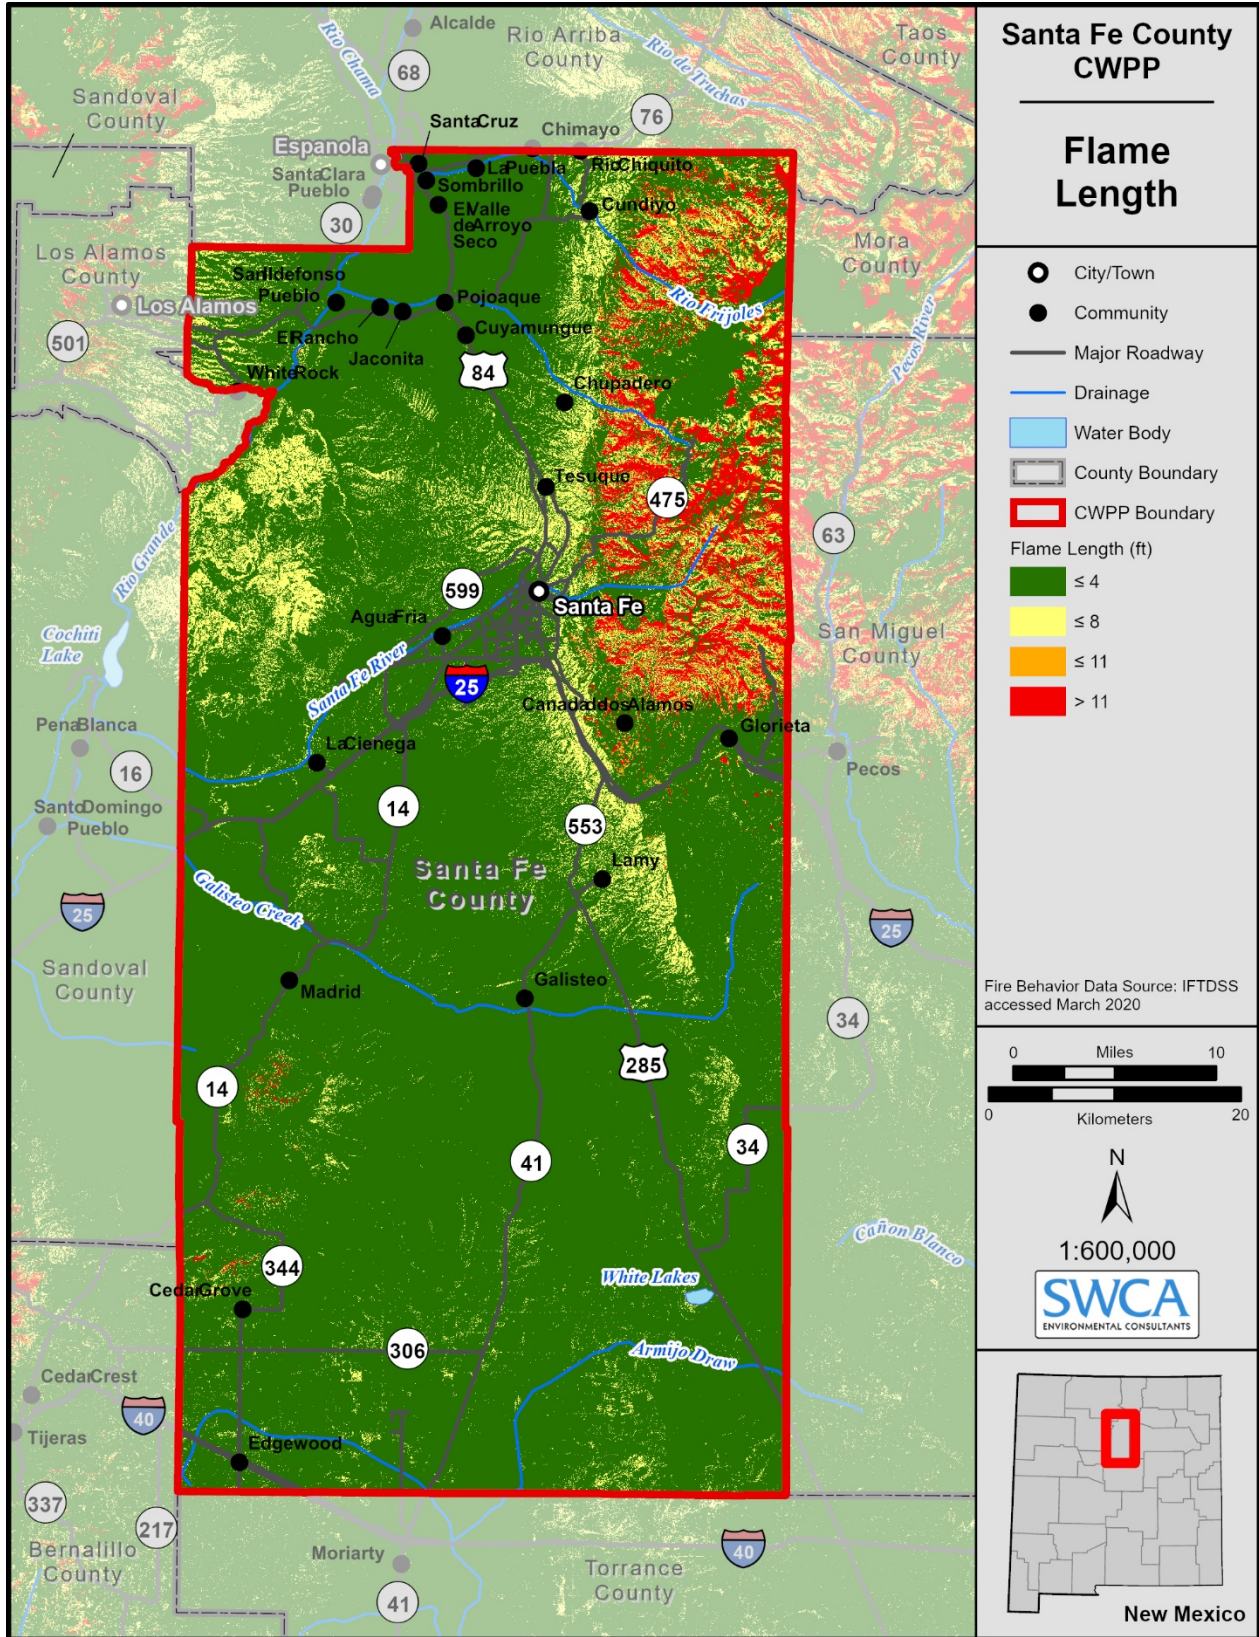 Santa Fe County
CWPP
Flame
Length
City/Town
Community
Major Roadway
Drainage
Water Body
County Boundary
CWPP Boundary
Flame Length (ft)
≤ 4
≤ 8
≤ 11
> 11
Fire Behavior Data Source: IFTDSS
accessed March 2020
0 Miles 10
0 Kilometers 20
N
1:600,000
SWCA
ENVIRONMENTAL CONSULTANTS
New Mexico
Alcalde
Rio Chama
68
Rio Arriba
County
Rio de Truchas
Taos
County
Sandoval
County
76
SantaCruz
Chimayo
Espanola
LaPuebla
RioChiquito
SantaClara
Pueblo
Sombrillo
30
ElValle
deArroyo
Seco
Cundiyo
Mora
County
Los Alamos
County
Los Alamos
SanIldefonso
Pueblo
Pojoaque
Rio Frijoles
Pecos River
501
ElRancho
Jaconita
Cuyamungue
WhiteRock
84
Chupadero
Tesuque
475
63
Rio Grande
599
Santa Fe
AguaFria
Cochiti
Lake
Santa Fe River
25
San Miguel
County
CanadadelosAlamos
Glorieta
PenaBlanca
LaCienega
Pecos
16
SantoDomingo
Pueblo
14
553
Lamy
Santa Fe
County
Galisteo Creek
25
25
Sandoval
County
Madrid
Galisteo
34
285
14
41
34
Cañon Blanco
344
White Lakes
CedarGrove
306
Armijo Draw
CedarCrest
40
Tijeras
Edgewood
337
217
Bernalillo
County
Moriarty
40
Torrance
County
41